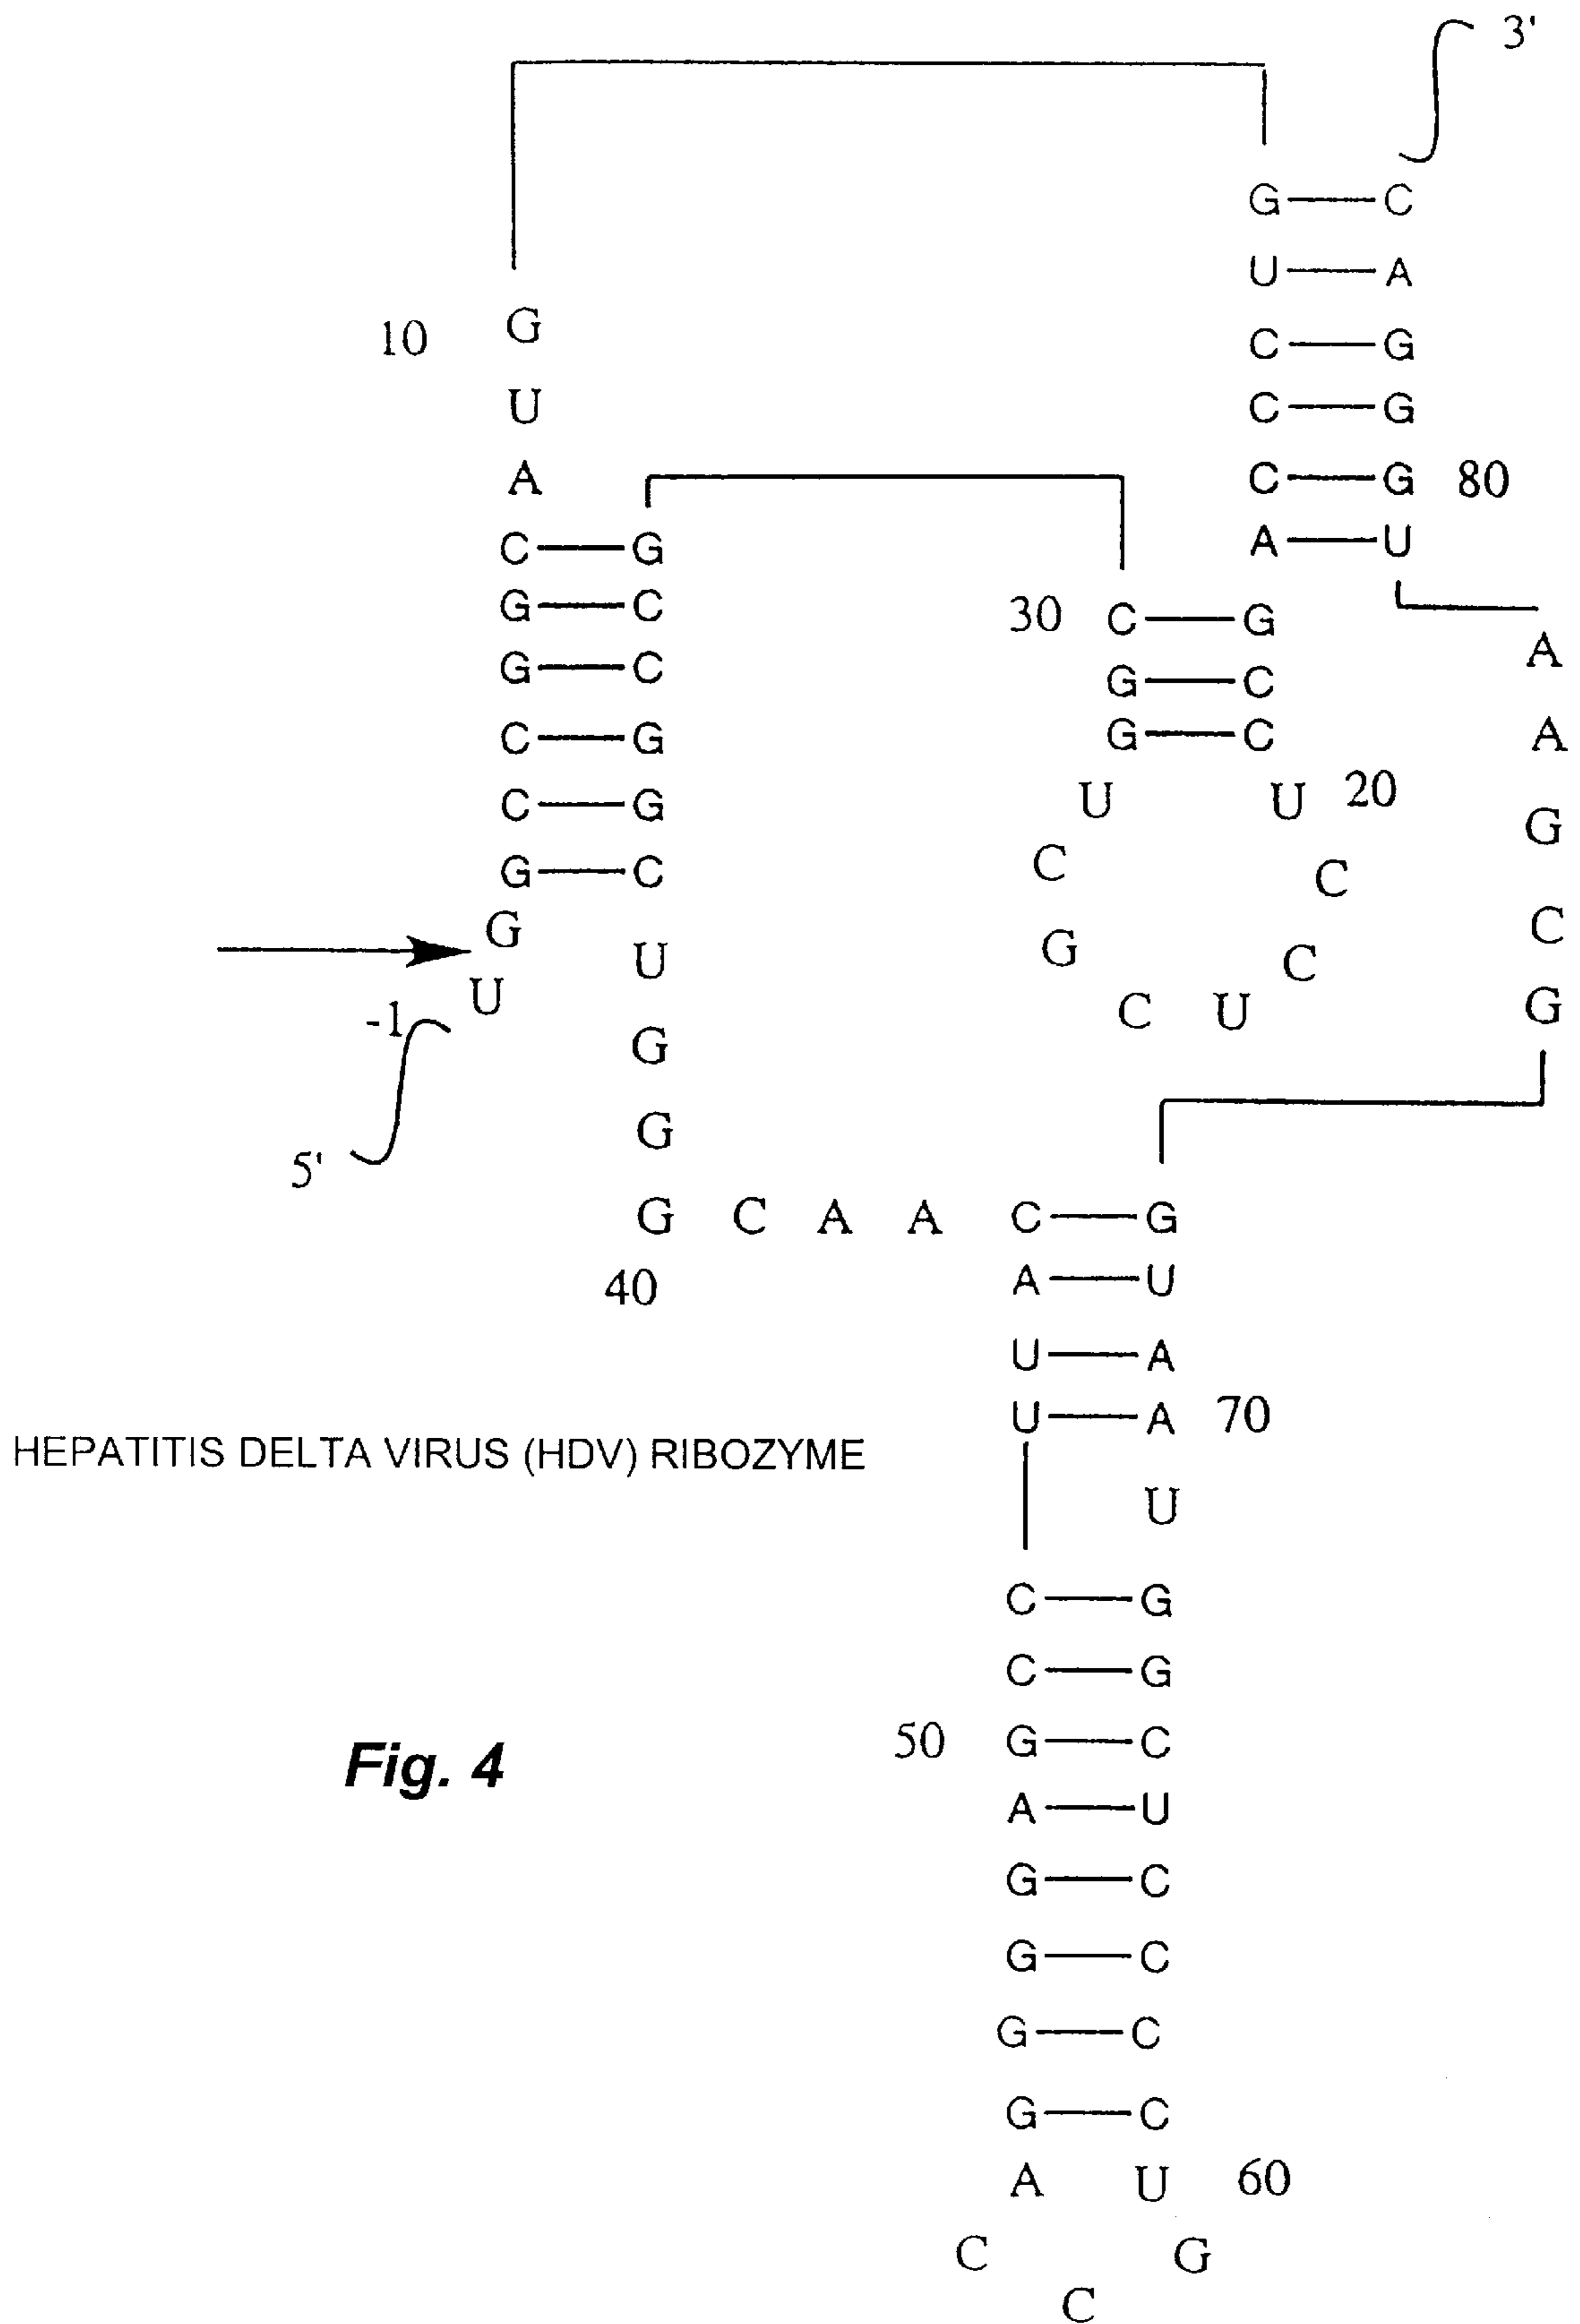 3'
G C
U A
10 G
C G
U
C G
A
C G 80
C G
A U
G C
30 C G
A
G C
G C
A
C G
G C
U U 20
C G
G
C C
G C
G
C
G
U
C
C
U
C U
G
-1
G
5'
G
G C A A C G
40
A U
U A
U A 70
HEPATITIS DELTA VIRUS (HDV) RIBOZYME
U
C G
C G
50 G C
Fig. 4
A U
G C
G C
G C
G C
A U 60
C G
C